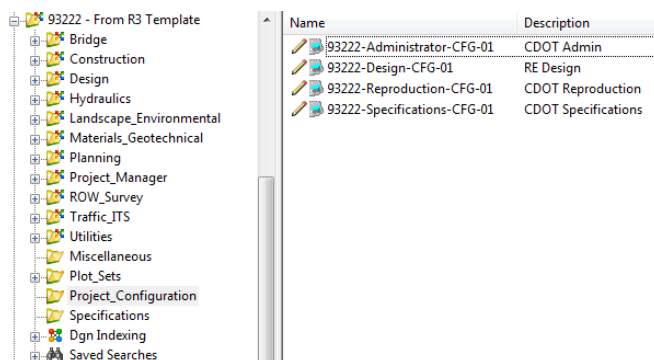 93222 - From R3 Template
Bridge
Construction
Design
Hydraulics
Landscape_Environmental
Materials_Geotechnical
Planning
Project_Manager
ROW_Survey
Traffic_ITS
Utilities
Miscellaneous
Plot_Sets
Project_Configuration
Specifications
Dgn Indexing
Saved Searches
Name Description
93222-Administrator-CFG-01 CDOT Admin
93222-Design-CFG-01 RE Design
93222-Reproduction-CFG-01 CDOT Reproduction
93222-Specifications-CFG-01 CDOT Specifications